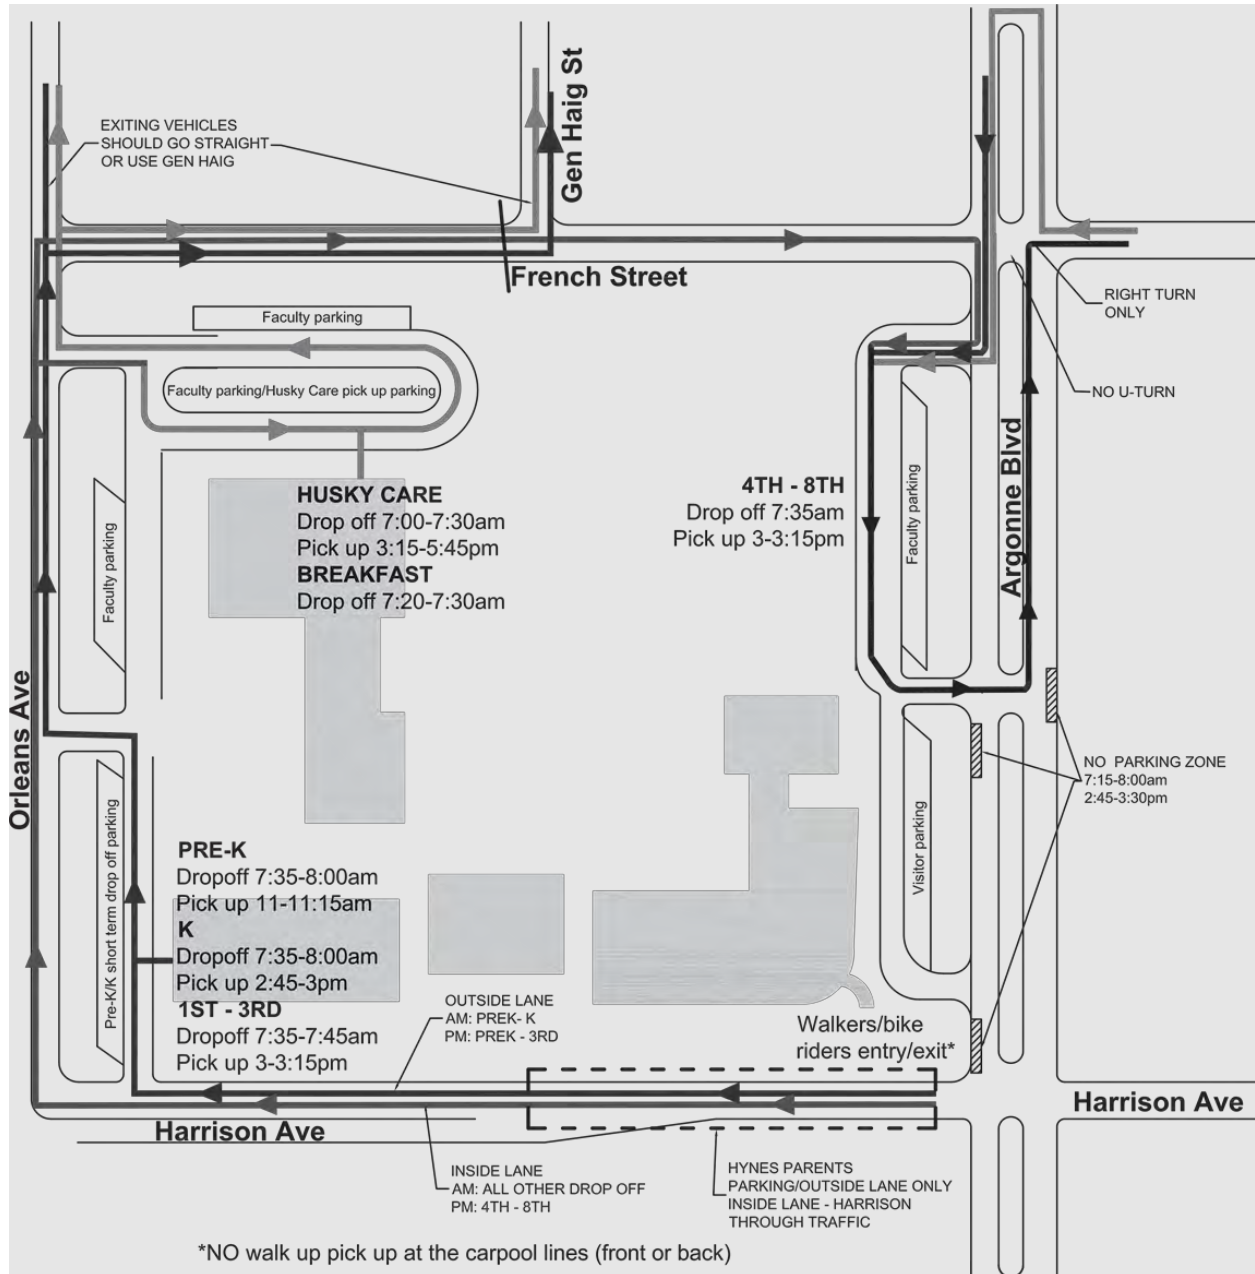 Gen Haig St
EXITING VEHICLES
SHOULD GO STRAIGHT
OR USE GEN HAIG
French Street
RIGHT TURN
ONLY
Faculty parking
NO U-TURN
Faculty parking/Husky Care pick up parking
Argonne Blvd
Faculty parking
HUSKY CARE
Drop off 7:00-7:30am
Pick up 3:15-5:45pm
BREAKFAST
Drop off 7:20-7:30am
4TH - 8TH
Drop off 7:35am
Pick up 3-3:15pm
Faculty parking
Orleans Ave
NO PARKING ZONE
7:15-8:00am
2:45-3:30pm
Visitor parking
Pre-K/K short term drop off parking
PRE-K
Dropoff 7:35-8:00am
Pick up 11-11:15am
K
Dropoff 7:35-8:00am
Pick up 2:45-3pm
1ST - 3RD
Dropoff 7:35-7:45am
Pick up 3-3:15pm
OUTSIDE LANE
AM: PREK- K
PM: PREK - 3RD
Walkers/bike
riders entry/exit*
Harrison Ave
Harrison Ave
INSIDE LANE
AM: ALL OTHER DROP OFF
PM: 4TH - 8TH
HYNES PARENTS
PARKING/OUTSIDE LANE ONLY
INSIDE LANE - HARRISON
THROUGH TRAFFIC
*NO walk up pick up at the carpool lines (front or back)